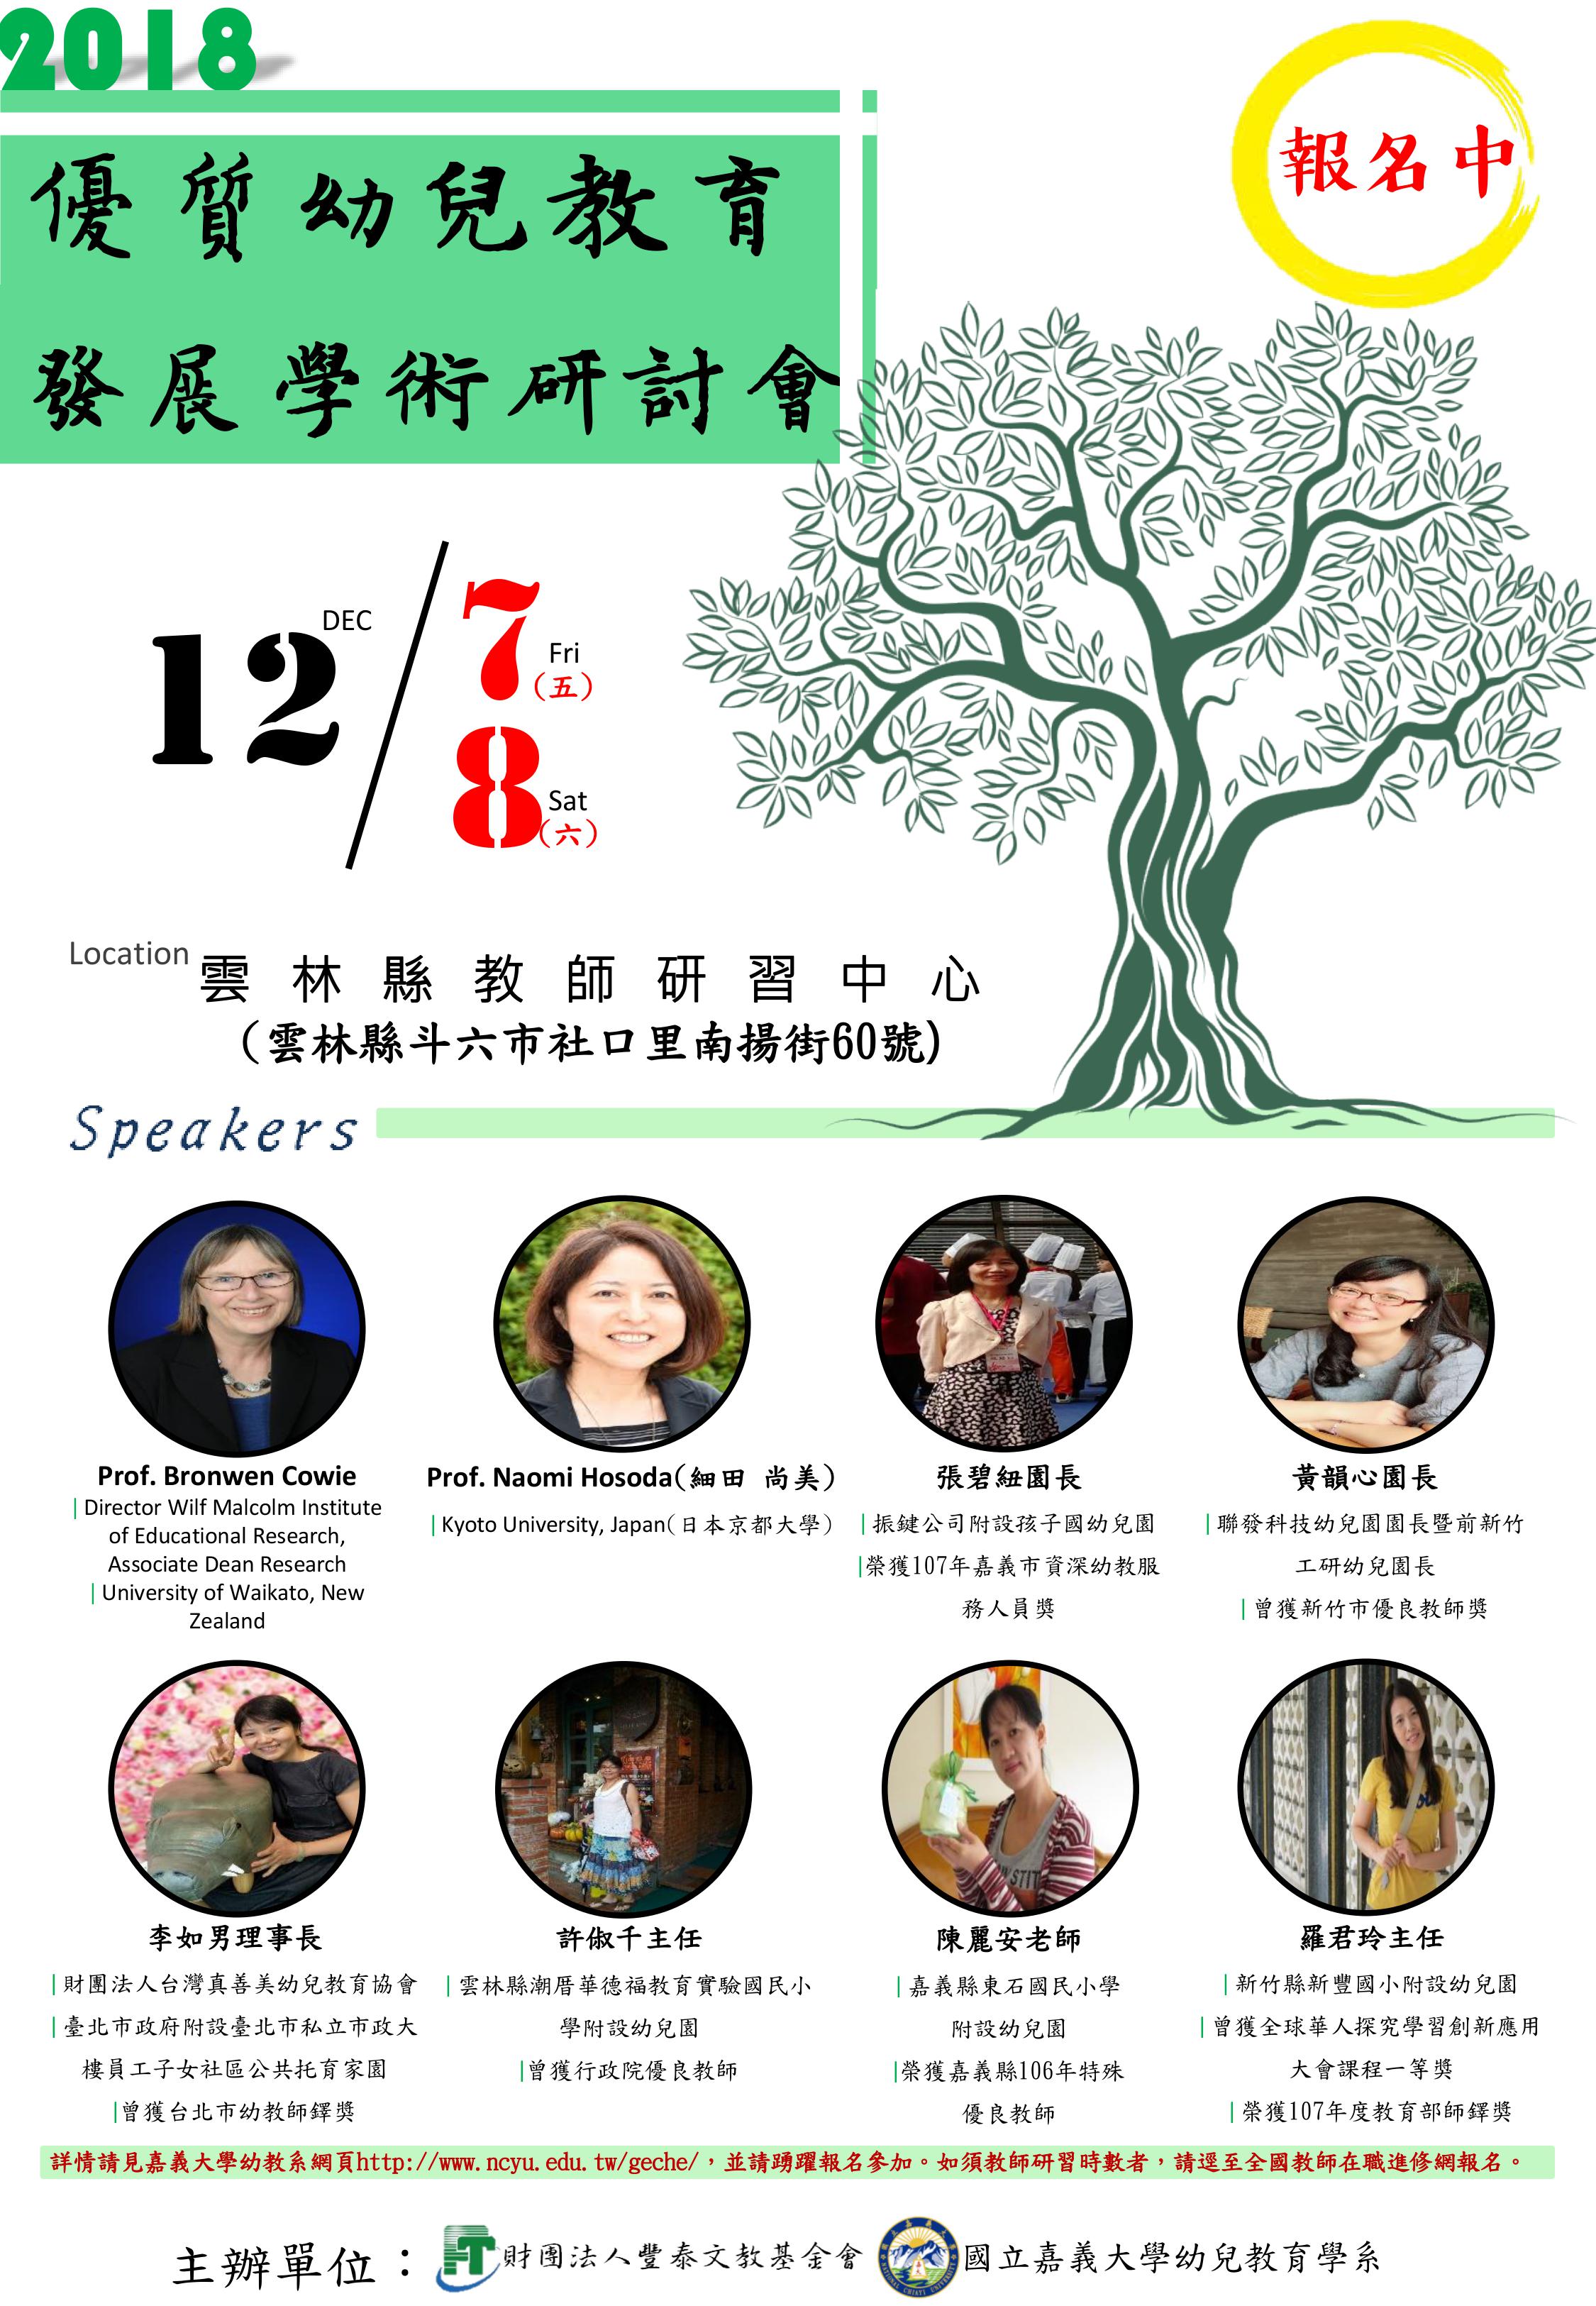 2018
優質幼兒教育
發展學術研討會
報名中
12
DEC
7
Fri
(五)
8
Sat
(六)
Location
雲林縣教師研習中心
(雲林縣斗六市社口里南揚街60號)
Speakers
Prof. Bronwen Cowie
| Director Wilf Malcolm Institute
of Educational Research,
Associate Dean Research
| University of Waikato, New
Zealand
Prof. Naomi Hosoda(細田 尚美)
| Kyoto University, Japan(日本京都大學)
張碧紐園長
| 振鍵公司附設孩子國幼兒園
|榮獲107年嘉義市資深幼教服
務人員獎
黃韻心園長
| 聯發科技幼兒園園長暨前新竹
工研幼兒園長
| 曾獲新竹市優良教師獎
李如男理事長
| 財團法人台灣真善美幼兒教育協會
| 臺北市政府附設臺北市私立市政大
樓員工子女社區公共托育家園
|曾獲台北市幼教師鐸獎
許俶千主任
| 雲林縣潮厝華德福教育實驗國民小
學附設幼兒園
|曾獲行政院優良教師
陳麗安老師
| 嘉義縣東石國民小學
附設幼兒園
|榮獲嘉義縣106年特殊
優良教師
羅君玲主任
| 新竹縣新豐國小附設幼兒園
| 曾獲全球華人探究學習創新應用
大會課程一等獎
| 榮獲107年度教育部師鐸獎
詳情請見嘉義大學幼教系網頁http://www.ncyu.edu.tw/geche/，並請踴躍報名參加。如須教師研習時數者，請逕至全國教師在職進修網報名。
主辦單位：
財團法人豐泰文教基金會
國立嘉義大學幼兒教育學系